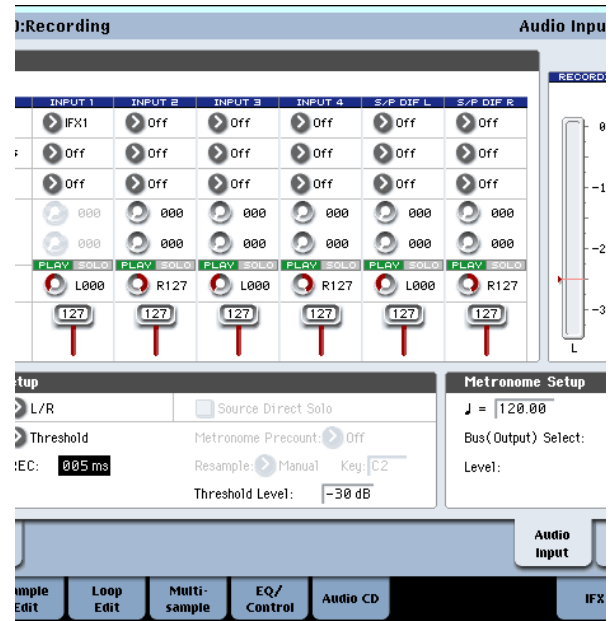 ):Recording Audio Inpu
RECORDI
INPUT 1 INPUT 2 INPUT 3 INPUT 4 S/P DIF L S/P DIF R
IFX1 Off Off Off Off Off
s Off Off Off Off Off Off
Off Off Off Off Off Off
000 000 000 000 000 000
000 000 000 000 000 000
PLAY SOLO PLAY SOLO PLAY SOLO PLAY SOLO PLAY SOLO PLAY SOLO
L000 R127 L000 R127 L000 R127
127 127 127 127 127 127
0
-1
-2
-3
L
etup
L/R Source Direct Solo
Threshold Metronome Precount: Off
REC: 005 ms Resample: Manual Key: C2
Threshold Level: -30 dB
Metronome Setup
♩ = 120.00
Bus(Output) Select:
Level:
Audio
Input
ample
Edit
Loop
Edit
Multi-
sample
EQ/
Control
Audio CD
IFX